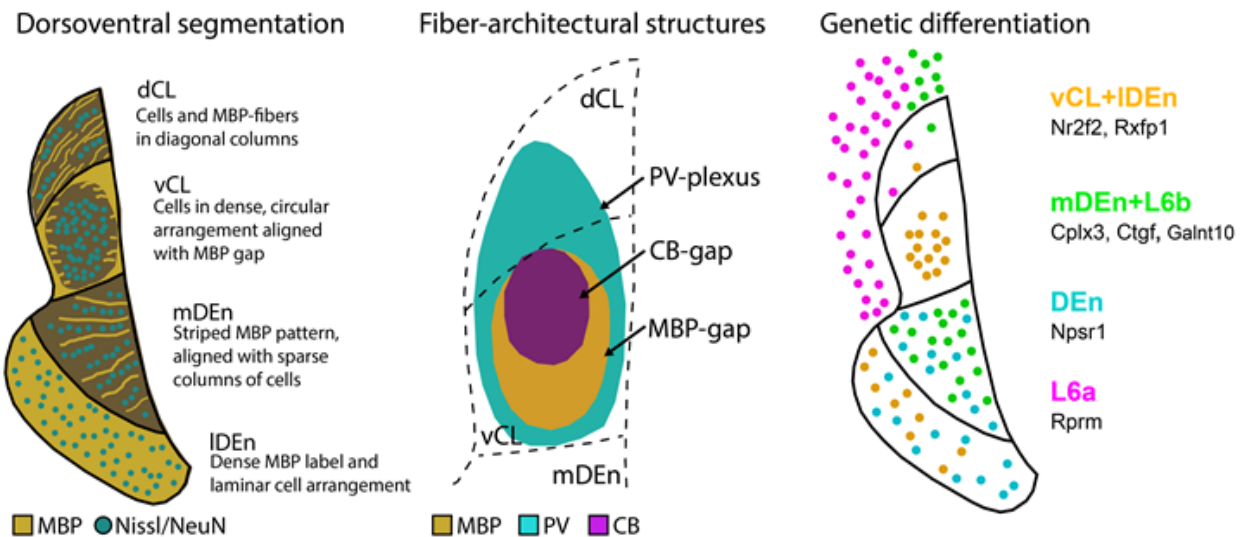 Dorsoventral segmentation
dCL
Cells and MBP-fibers
in diagonal columns
vCL
Cells in dense, circular
arrangement aligned
with MBP gap
mDEn
Striped MBP pattern,
aligned with sparse
columns of cells
lDEn
Dense MBP label and
laminar cell arrangement
MBP
Nissl/NeuN
Fiber-architectural structures
dCL
PV-plexus
CB-gap
MBP-gap
vCL
mDEn
MBP
PV
CB
Genetic differentiation
vCL+lDEn
Nr2f2, Rxfp1
mDEn+L6b
Cplx3, Ctgf, Galnt10
DEn
Npsr1
L6a
Rprm